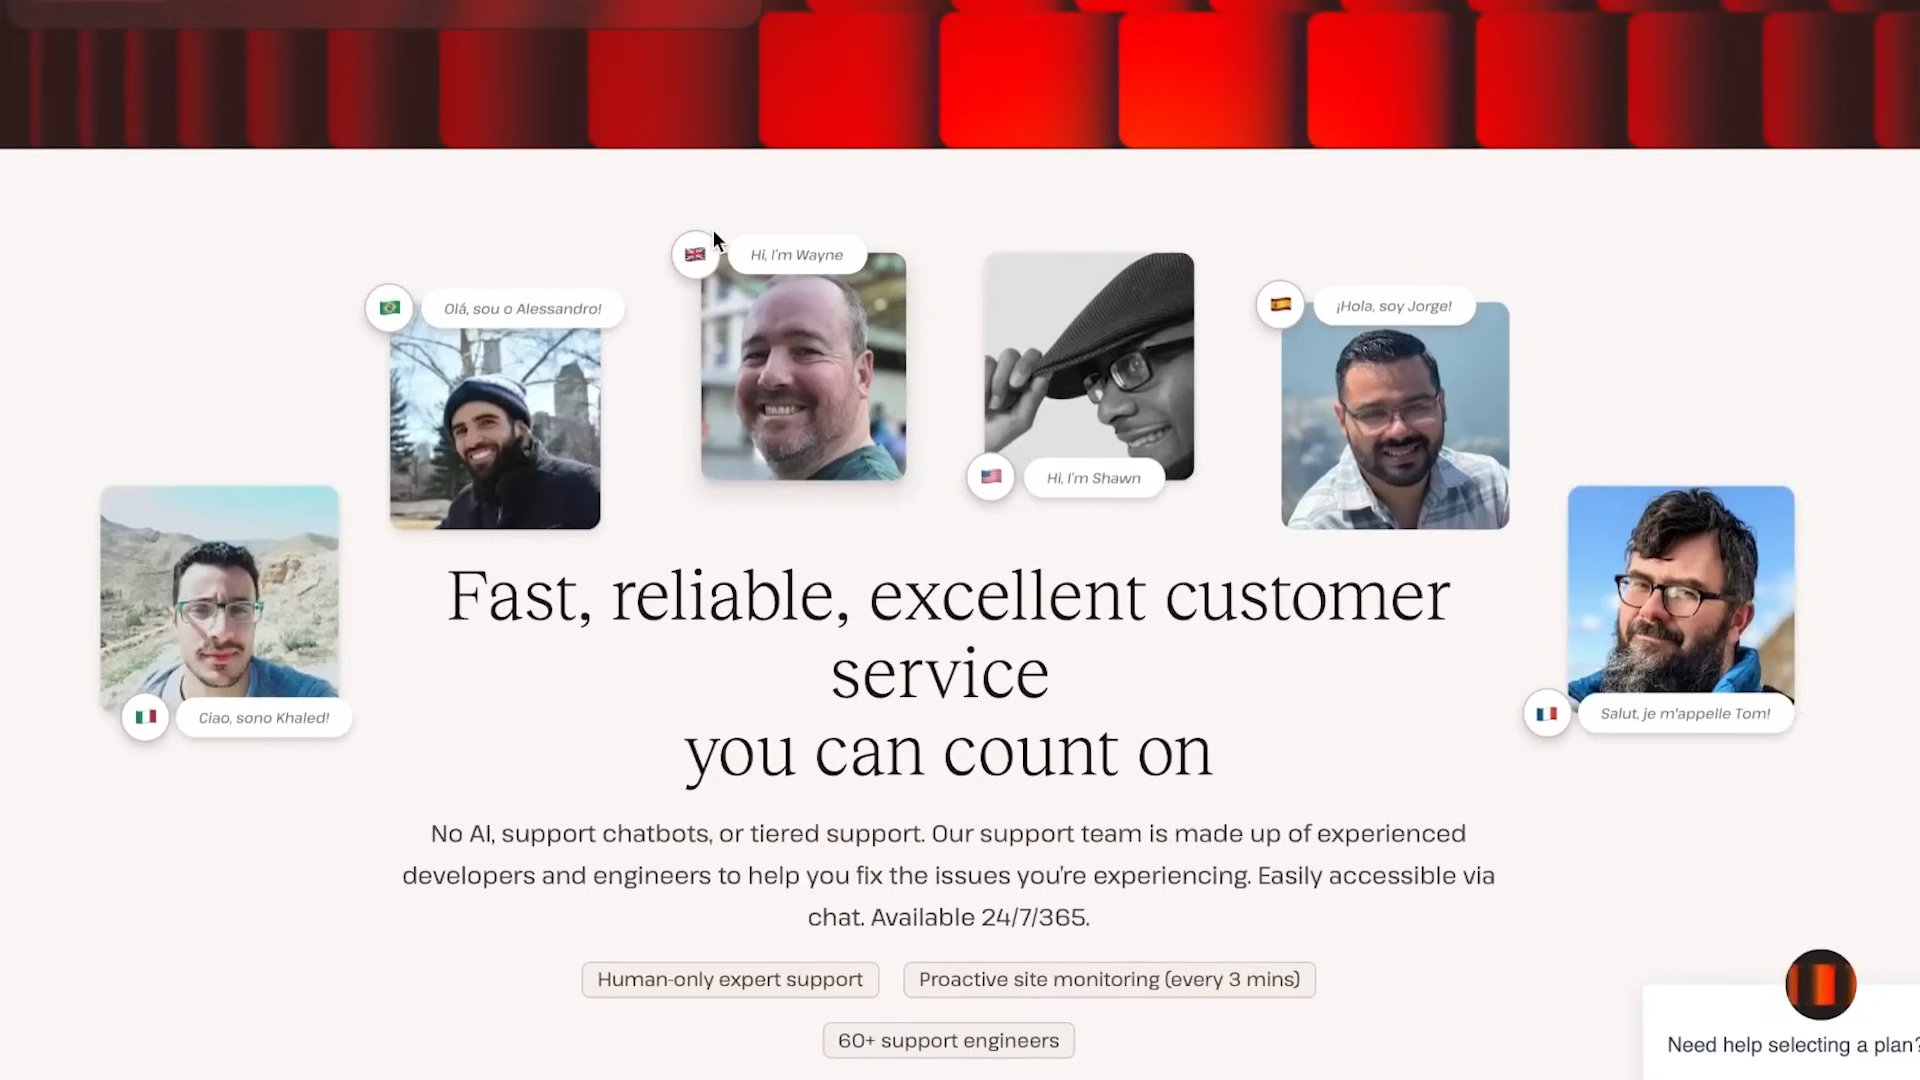 Hi, I'm Wayne
Olá, sou o Alessandro!
¡Hola, soy Jorge!
Hi, I'm Shawn
Ciao, sono Khaled!
Salut, je m'appelle Tom!
Fast, reliable, excellent customer
service
you can count on
No AI, support chatbots, or tiered support. Our support team is made up of experienced
developers and engineers to help you fix the issues you're experiencing. Easily accessible via
chat. Available 24/7/365.
Human-only expert support
Proactive site monitoring (every 3 mins)
60+ support engineers
Need help selecting a plan?